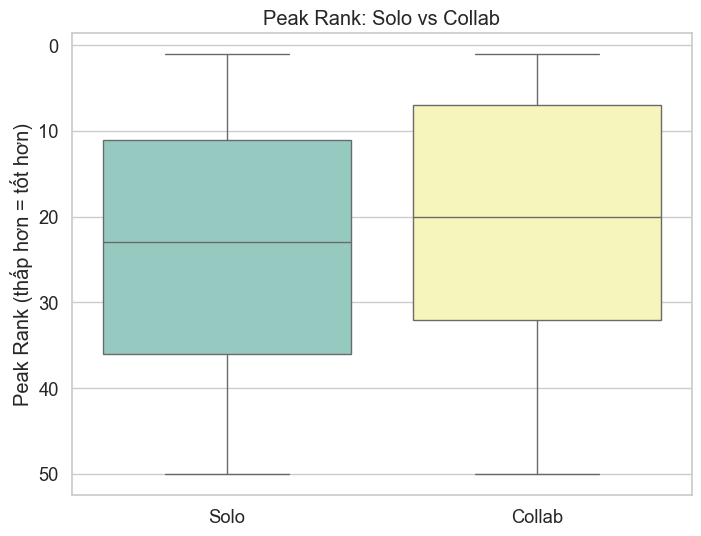 Peak Rank: Solo vs Collab
Peak Rank (thấp hơn = tốt hơn)
0
10
20
30
40
50
Solo
Collab